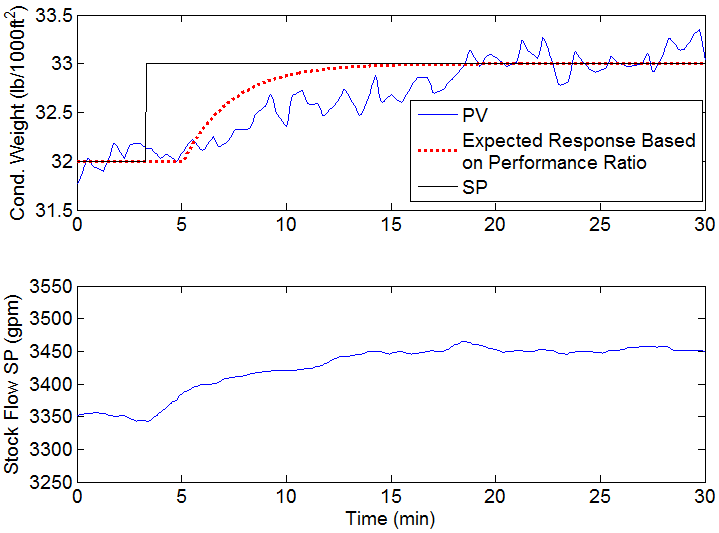 Cond. Weight (lb/1000ft²)
33.5
33
32.5
32
31.5
0 5 10 15 20 25 30
PV
Expected Response Based
on Performance Ratio
SP
Stock Flow SP (gpm)
3550
3500
3450
3400
3350
3300
3250
0 5 10 15 20 25 30
Time (min)